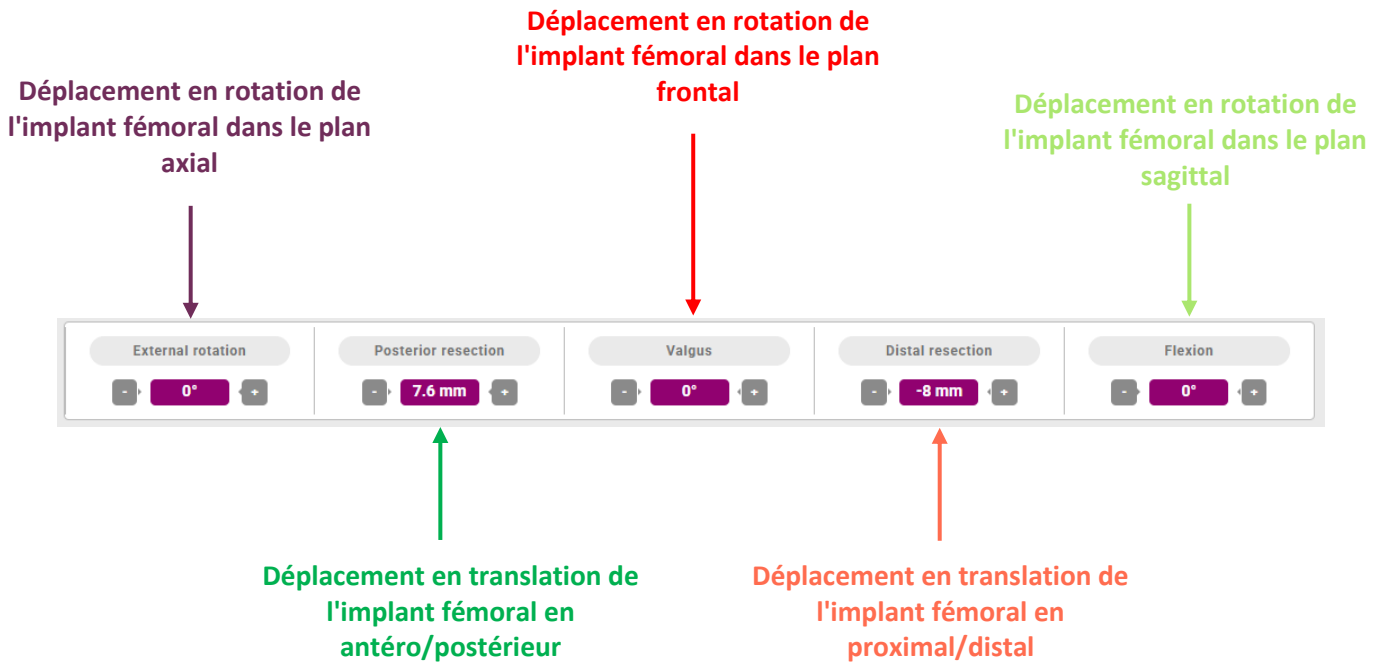 Déplacement en rotation de
l'implant fémoral dans le plan
axial
Déplacement en rotation de
l'implant fémoral dans le plan
frontal
Déplacement en rotation de
l'implant fémoral dans le plan
sagittal
External rotation
Posterior resection
Valgus
Distal resection
Flexion
- 0° +
- 7.6 mm +
- 0° +
- -8 mm +
- 0° +
Déplacement en translation de
l'implant fémoral en
antéro/postérieur
Déplacement en translation de
l'implant fémoral en
proximal/distal